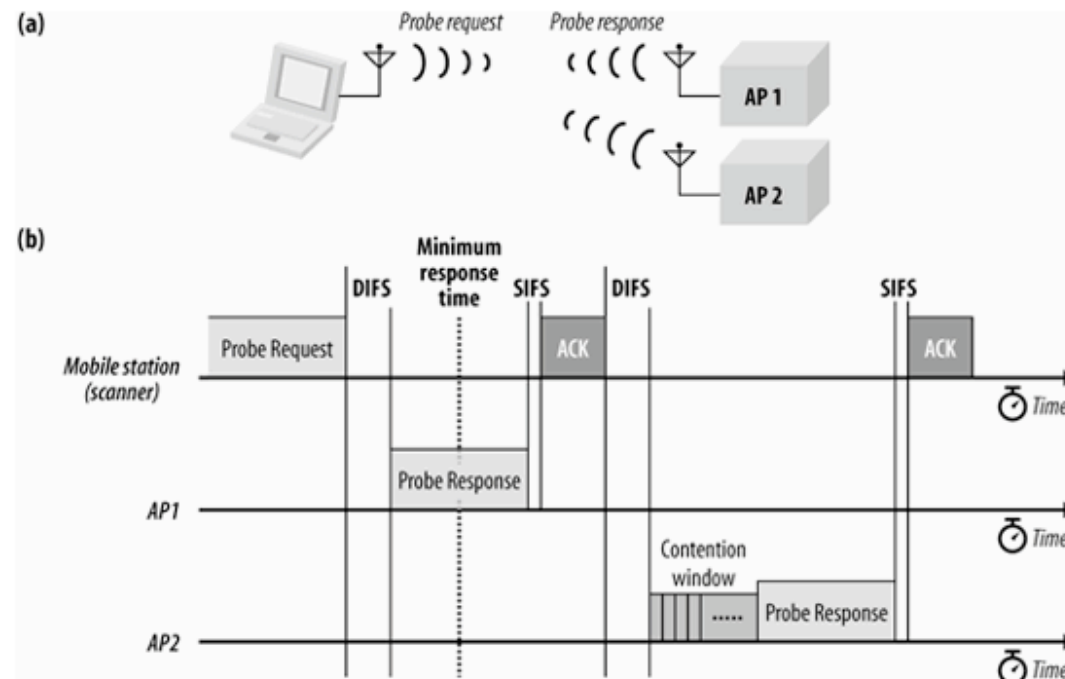 (a)
Probe request
Probe response
AP 1
AP 2
(b)
Minimum
response
time
DIFS
SIFS
DIFS
SIFS
Probe Request
ACK
ACK
Mobile station
(scanner)
Time
Probe Response
AP1
Time
Contention
window
.....
Probe Response
AP2
Time